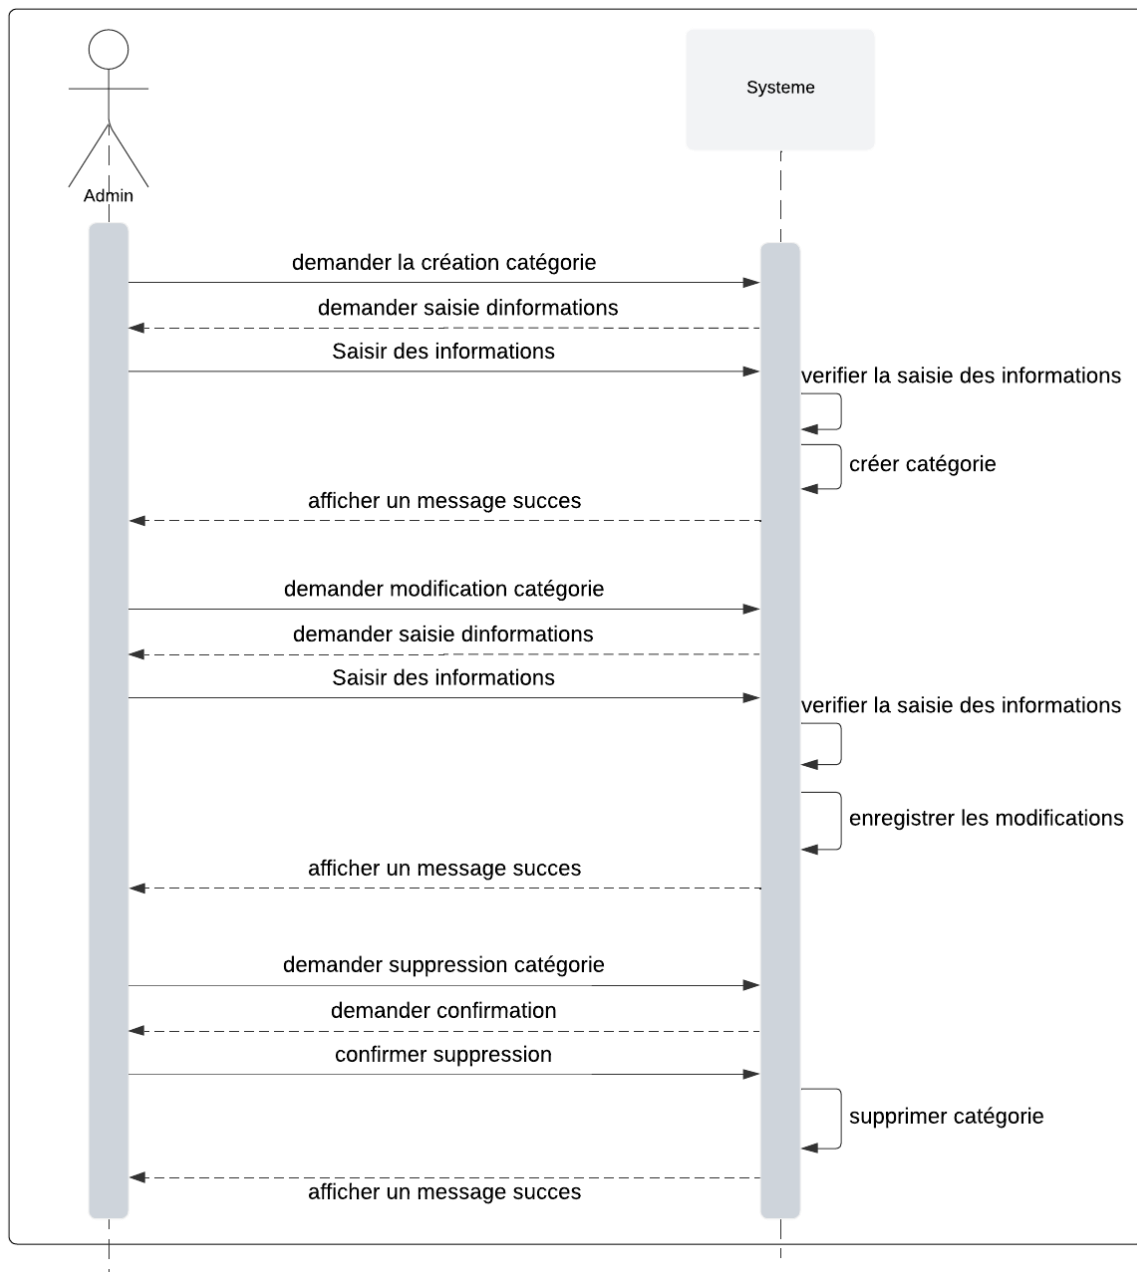 Systeme
Admin
demander la création catégorie
demander saisie dinformations
Saisir des informations
verifier la saisie des informations
créer catégorie
afficher un message succes
demander modification catégorie
demander saisie dinformations
Saisir des informations
verifier la saisie des informations
enregistrer les modifications
afficher un message succes
demander suppression catégorie
demander confirmation
confirmer suppression
supprimer catégorie
afficher un message succes